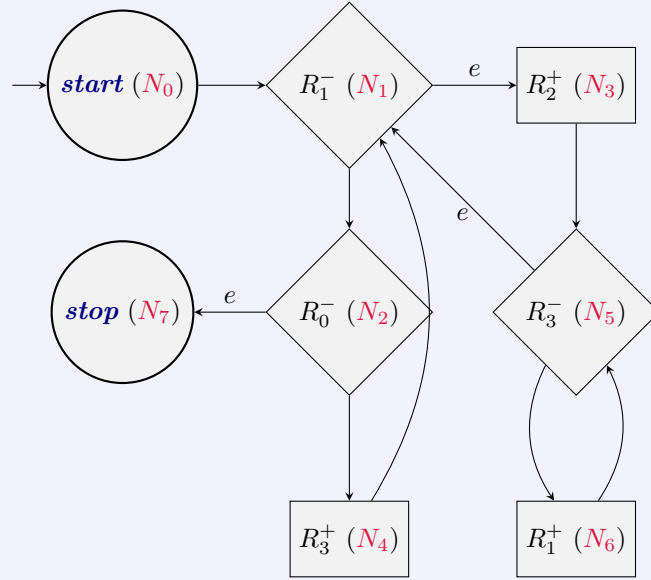 start (N₀)
R₁⁻ (N₁)
e
R₂⁺ (N₃)
e
stop (N₇)
e
R₀⁻ (N₂)
R₃⁻ (N₅)
R₃⁺ (N₄)
R₁⁺ (N₆)